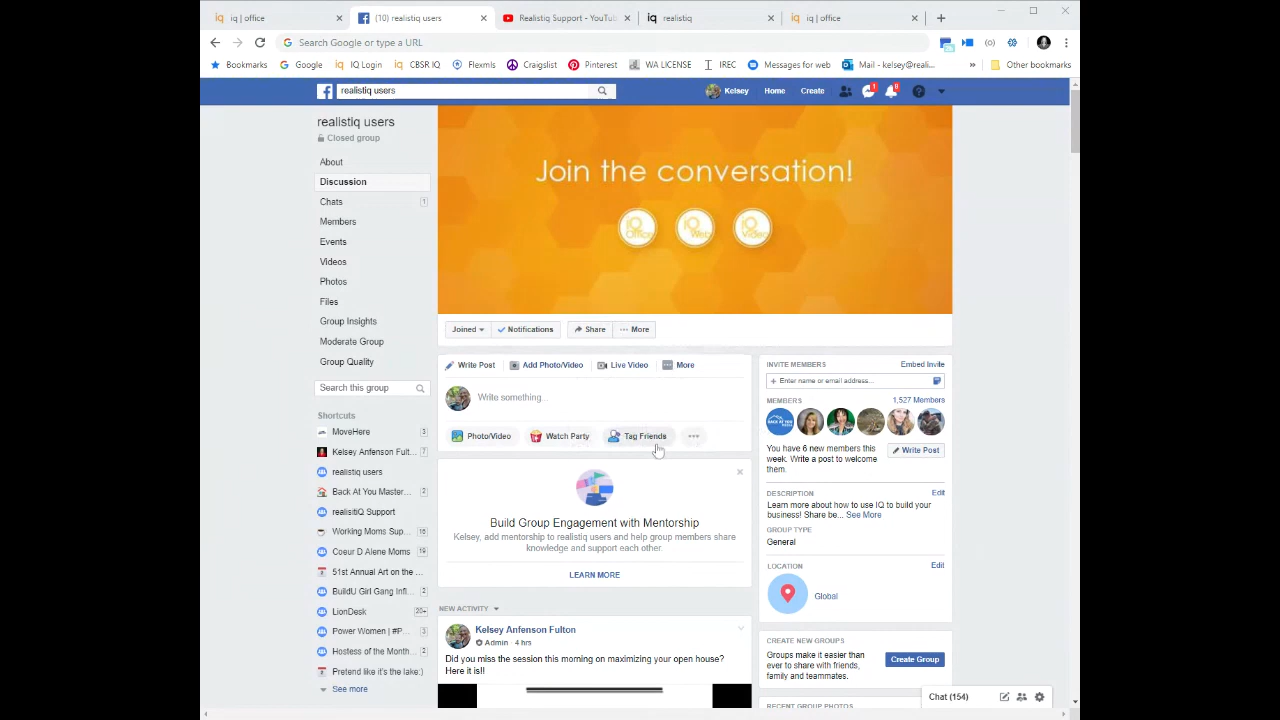 iq | office
(10) realistiq users
Realistiq Support - YouTub
realistiq
iq | office
Search Google or type a URL
Bookmarks
Google
IQ Login
CBSR IQ
Flexmls
Craigslist
Pinterest
WA LICENSE
IREC
Messages for web
Mail - kelsey@reali...
»
Other bookmarks
realistiq users
Kelsey
Home
Create
1
6
realistiq users
Closed group
About
Discussion
Chats
1
Members
Events
Videos
Photos
Files
Group Insights
Moderate Group
Group Quality
Search this group
Shortcuts
MoveHere
3
Kelsey Anfenson Fult...
7
realistiq users
Back At You Master...
2
realisitiQ Support
Working Moms Sup...
16
Coeur D Alene Moms
19
51st Annual Art on the ...
BuildU Girl Gang Infl...
2
LionDesk
20+
Power Women | #P...
3
Hostess of the Month...
2
Pretend like it's the lake:)
See more
Join the conversation!
iQ Office
iQ Web
iQ Video
Joined
Notifications
Share
More
Write Post
Add Photo/Video
Live Video
More
Write something...
Photo/Video
Watch Party
Tag Friends
Build Group Engagement with Mentorship
Kelsey, add mentorship to realistiq users and help group members share
knowledge and support each other.
LEARN MORE
NEW ACTIVITY
Kelsey Anfenson Fulton
Admin · 4 hrs
Did you miss the session this morning on maximizing your open house?
Here it is!!
INVITE MEMBERS
Embed Invite
+ Enter name or email address...
MEMBERS
1,527 Members
You have 6 new members this
week. Write a post to welcome
them.
Write Post
DESCRIPTION
Edit
Learn more about how to use IQ to build your
business! Share be... See More
GROUP TYPE
General
LOCATION
Edit
Global
CREATE NEW GROUPS
Groups make it easier than
ever to share with friends,
family and teammates.
Create Group
RECENT GROUP PHOTOS
Chat (154)